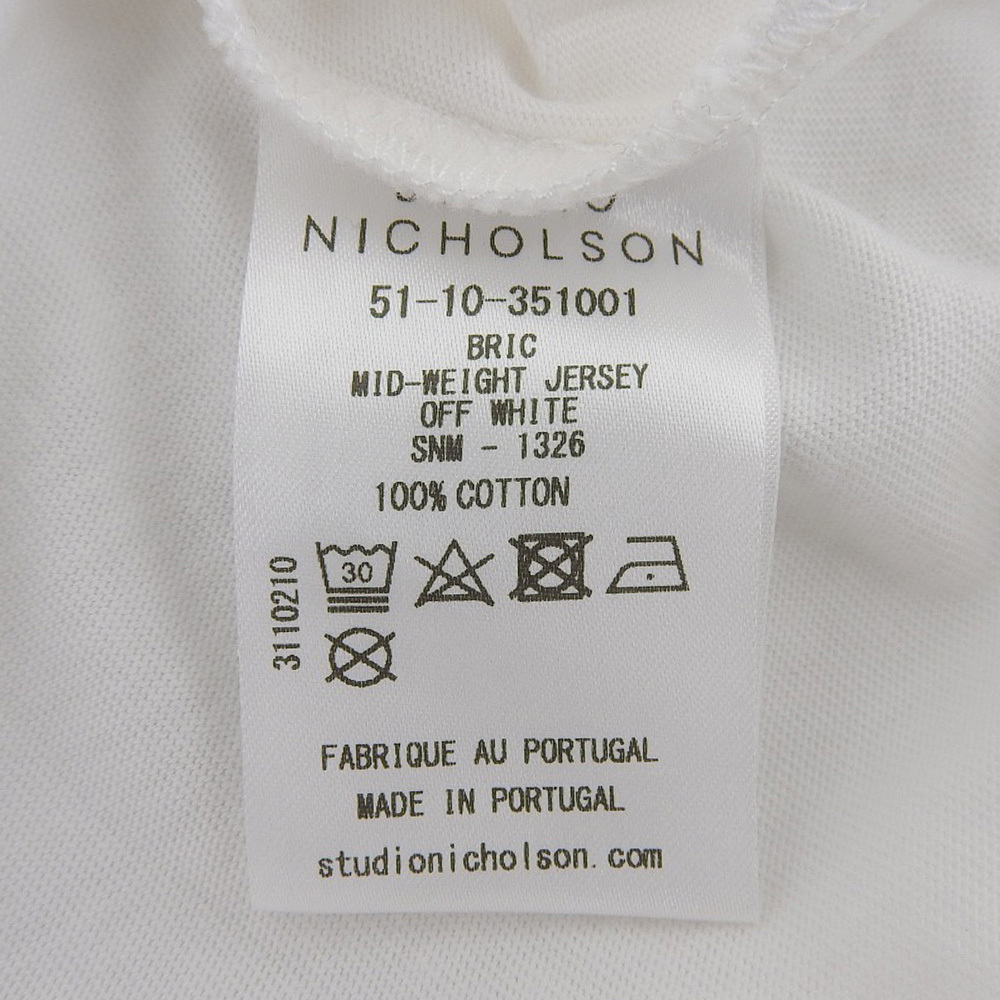 NICHOLSON
51-10-351001
BRIC
MID-WEIGHT JERSEY
OFF WHITE
SNM - 1326
100% COTTON
30
3110210
FABRIQUE AU PORTUGAL
MADE IN PORTUGAL
studionicholson.com